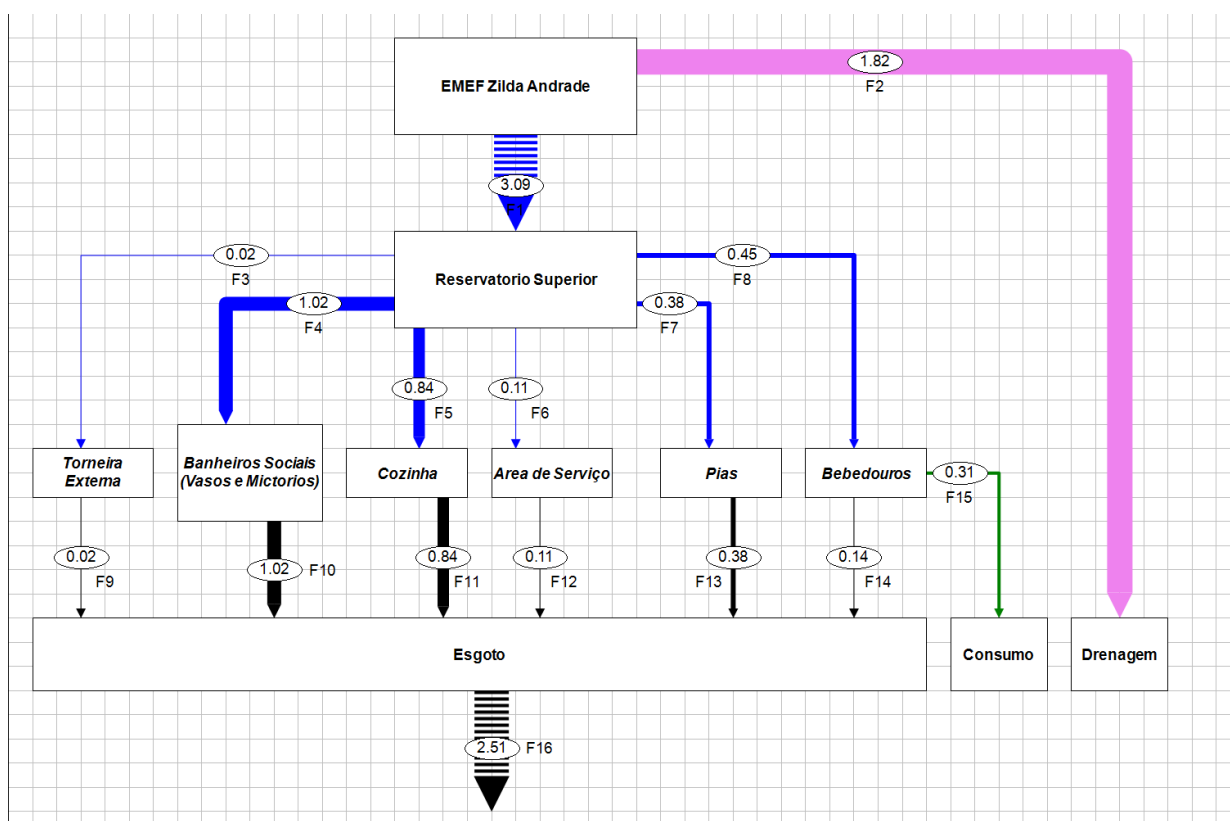 EMEF Zilda Andrade
1.82
F2
3.09
F1
Reservatorio Superior
0.02
F3
1.02
F4
0.84
F5
0.11
F6
0.38
F7
0.45
F8
Torneira
Externa
Banheiros Sociais
(Vasos e Mictorios)
Cozinha
Area de Serviço
Pias
Bebedouros
0.31
F15
0.02
F9
1.02
F10
0.84
F11
0.11
F12
0.38
F13
0.14
F14
Esgoto
Consumo
Drenagem
2.51
F16